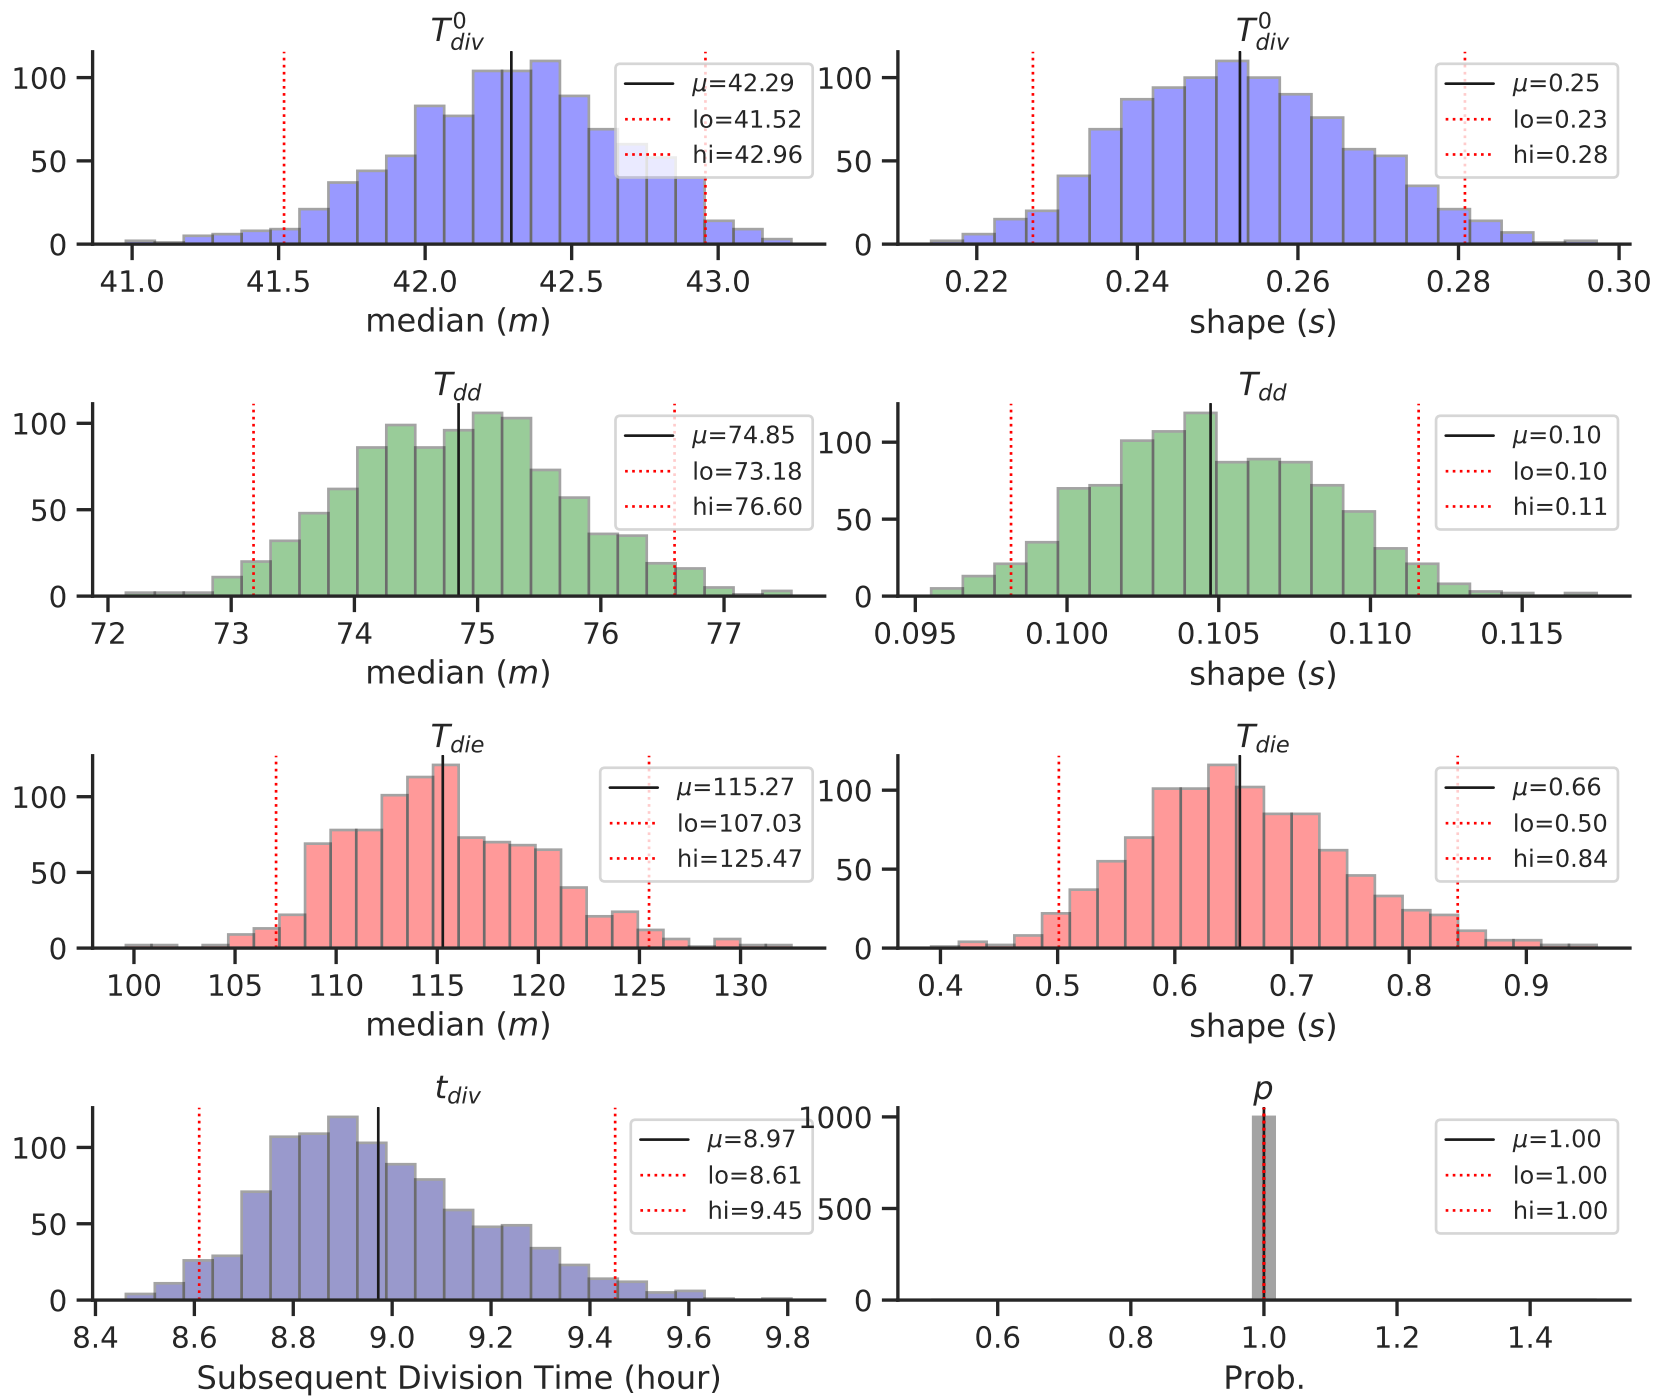 T⁰div
100
50
0
41.0 41.5 42.0 42.5 43.0
median (m)
μ=42.29
lo=41.52
hi=42.96
T⁰div
100
50
0
0.22 0.24 0.26 0.28 0.30
shape (s)
μ=0.25
lo=0.23
hi=0.28
Tdd
100
50
0
72 73 74 75 76 77
median (m)
μ=74.85
lo=73.18
hi=76.60
Tdd
100
50
0
0.095 0.100 0.105 0.110 0.115
shape (s)
μ=0.10
lo=0.10
hi=0.11
Tdie
100
50
0
100 105 110 115 120 125 130
median (m)
μ=115.27
lo=107.03
hi=125.47
Tdie
100
50
0
0.4 0.5 0.6 0.7 0.8 0.9
shape (s)
μ=0.66
lo=0.50
hi=0.84
tdiv
100
50
0
8.4 8.6 8.8 9.0 9.2 9.4 9.6 9.8
Subsequent Division Time (hour)
μ=8.97
lo=8.61
hi=9.45
p
1000
500
0
0.6 0.8 1.0 1.2 1.4
Prob.
μ=1.00
lo=1.00
hi=1.00